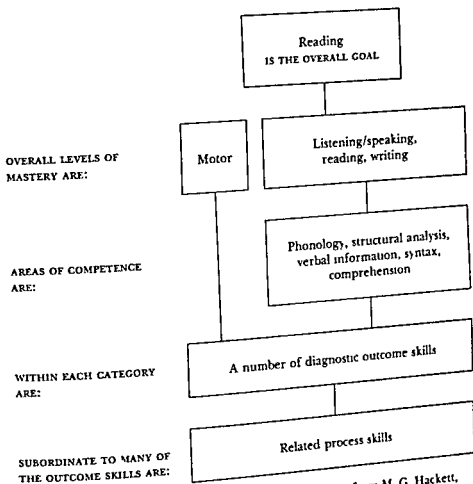 Reading
IS THE OVERALL GOAL
OVERALL LEVELS OF
MASTERY ARE:
Motor
Listening/speaking,
reading, writing
AREAS OF COMPETENCE
ARE:
Phonology, structural analysis,
verbal information, syntax,
comprehension
WITHIN EACH CATEGORY
ARE:
A number of diagnostic outcome skills
SUBORDINATE TO MANY OF
THE OUTCOME SKILLS ARE:
Related process skills
M. G. Hackett,